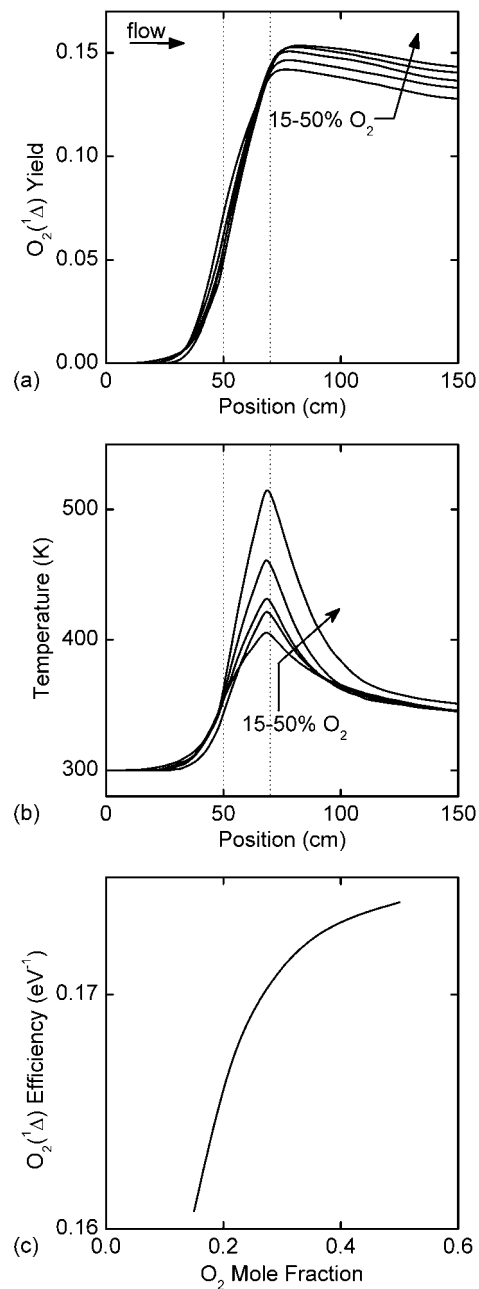 flow
0.15
15-50% O₂
0.10
O₂(¹Δ) Yield
0.05
0.00
0 50 100 150
(a)
Position (cm)
500
Temperature (K)
400
15-50% O₂
300
0 50 100 150
(b)
Position (cm)
O₂(¹Δ) Efficiency (eV⁻¹)
0.17
0.16
0.0 0.2 0.4 0.6
(c)
O₂ Mole Fraction